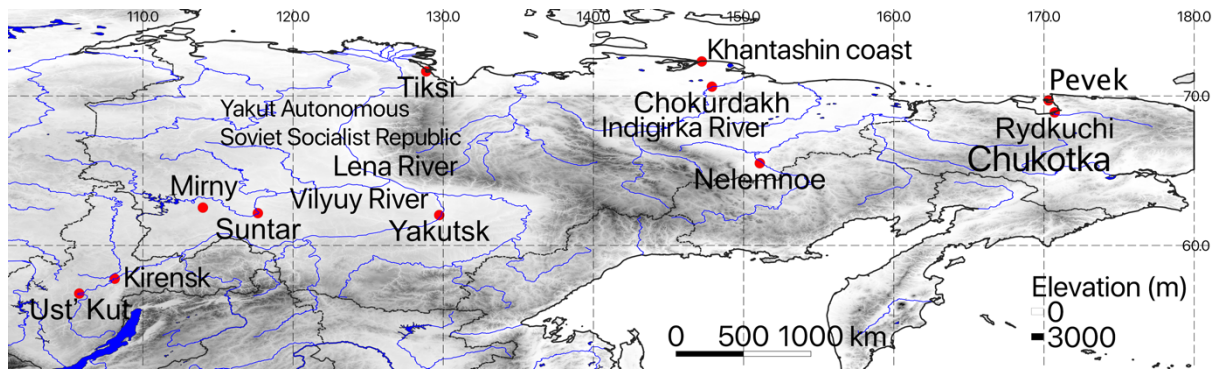 110.0
120.0
130.0
140.0
150.0
160.0
170.0
180.0
Khantashin coast
Tiksi
Pevek
Yakut Autonomous
Chokurdakh
70.0
Soviet Socialist Republic
Indigirka River
Rydkuchi
Lena River
Chukotka
Mirny
Vilyuy River
Nelemnoe
Suntar
Yakutsk
60.0
Kirensk
Ust' Kut
Elevation (m)
0
3000
0 500 1000 km